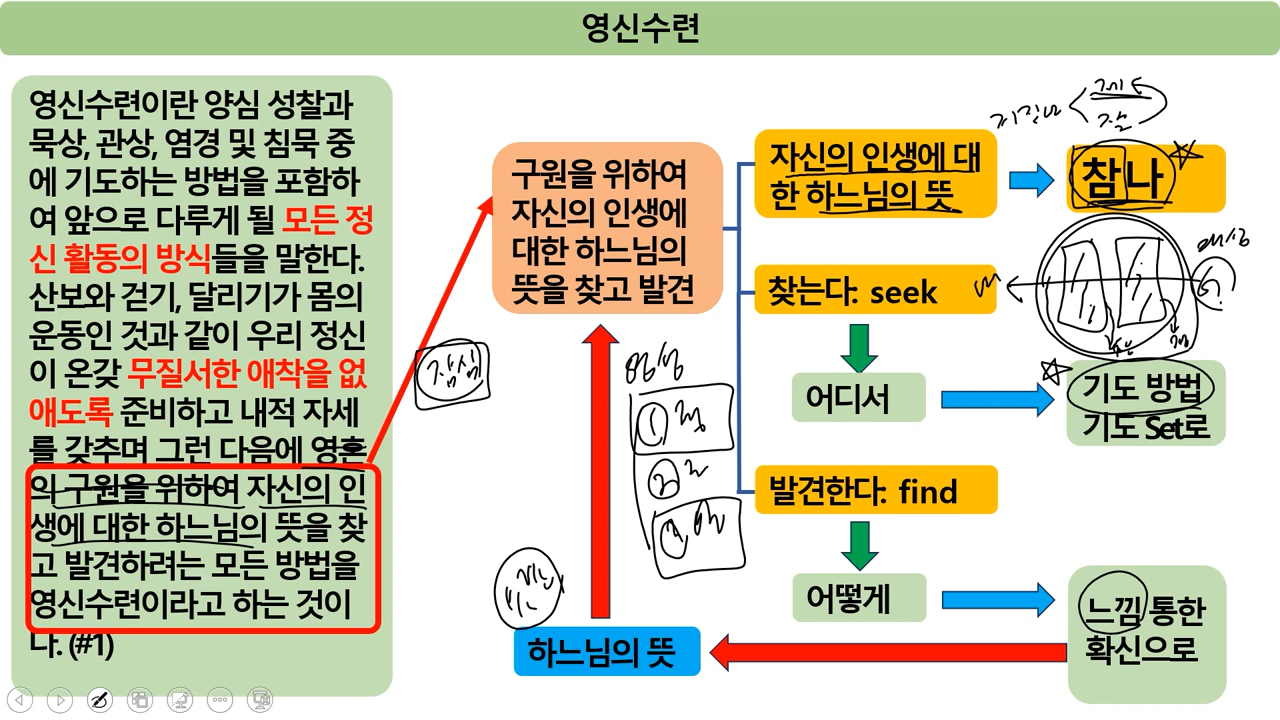 영신수련
영신수련이란 양심 성찰과
묵상, 관상, 염경 및 침묵 중
에 기도하는 방법을 포함하
여 앞으로 다루게 될 모든 정
신 활동의 방식들을 말한다.
산보와 걷기, 달리기가 몸의
운동인 것과 같이 우리 정신
이 온갖 무질서한 애착을 없
애도록 준비하고 내적 자세
를 갖추며 그런 다음에 영혼
의 구원을 위하여 자신의 인
생에 대한 하느님의 뜻을 찾
고 발견하려는 모든 방법을
영신수련이라고 하는 것이
다. (#1)
구원을 위하여
자신의 인생에
대한 하느님의
뜻을 찾고 발견
자신의 인생에 대
한 하느님의 뜻
참나
찾는다: seek
어디서
기도 방법
기도 Set로
발견한다: find
어떻게
느낌 통한
확신으로
하느님의 뜻
잠심
영성
① 정
② 조